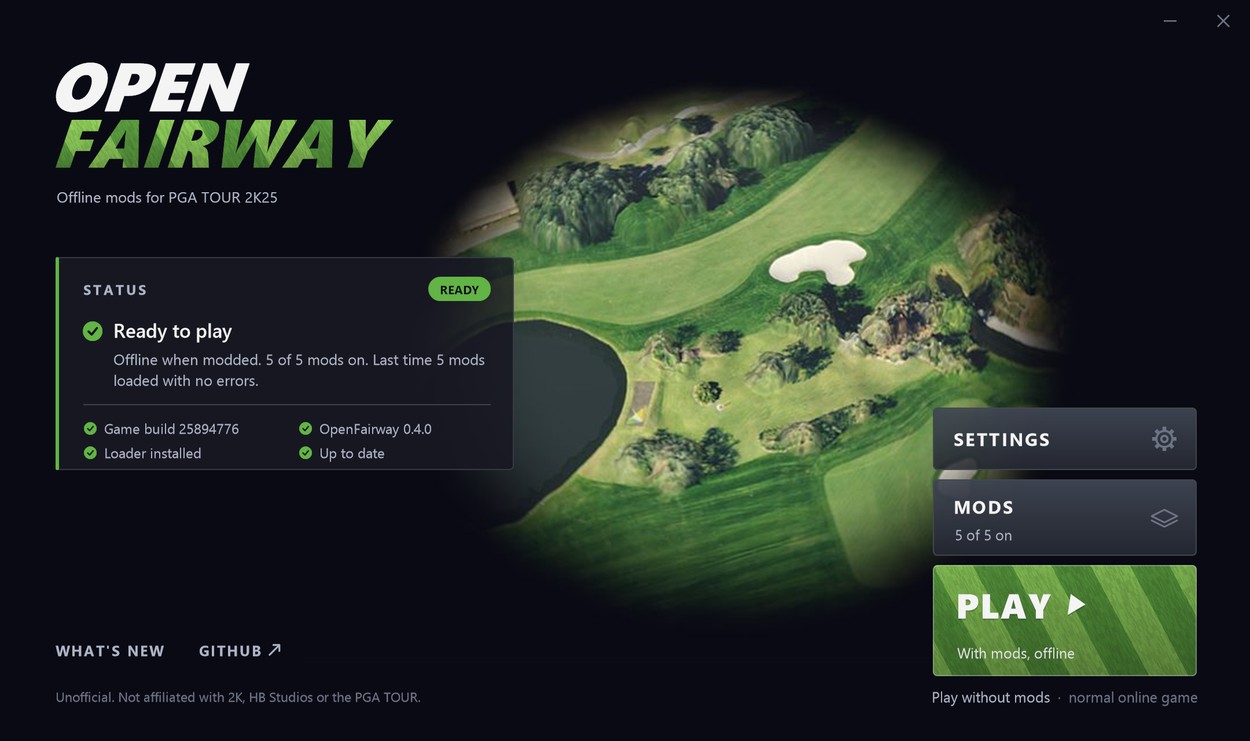 OPEN
FAIRWAY
Offline mods for PGA TOUR 2K25
STATUS
READY
Ready to play
Offline when modded. 5 of 5 mods on. Last time 5 mods
loaded with no errors.
Game build 25894776
OpenFairway 0.4.0
Loader installed
Up to date
SETTINGS
MODS
5 of 5 on
PLAY
With mods, offline
Play without mods · normal online game
WHAT'S NEW
GITHUB
Unofficial. Not affiliated with 2K, HB Studios or the PGA TOUR.